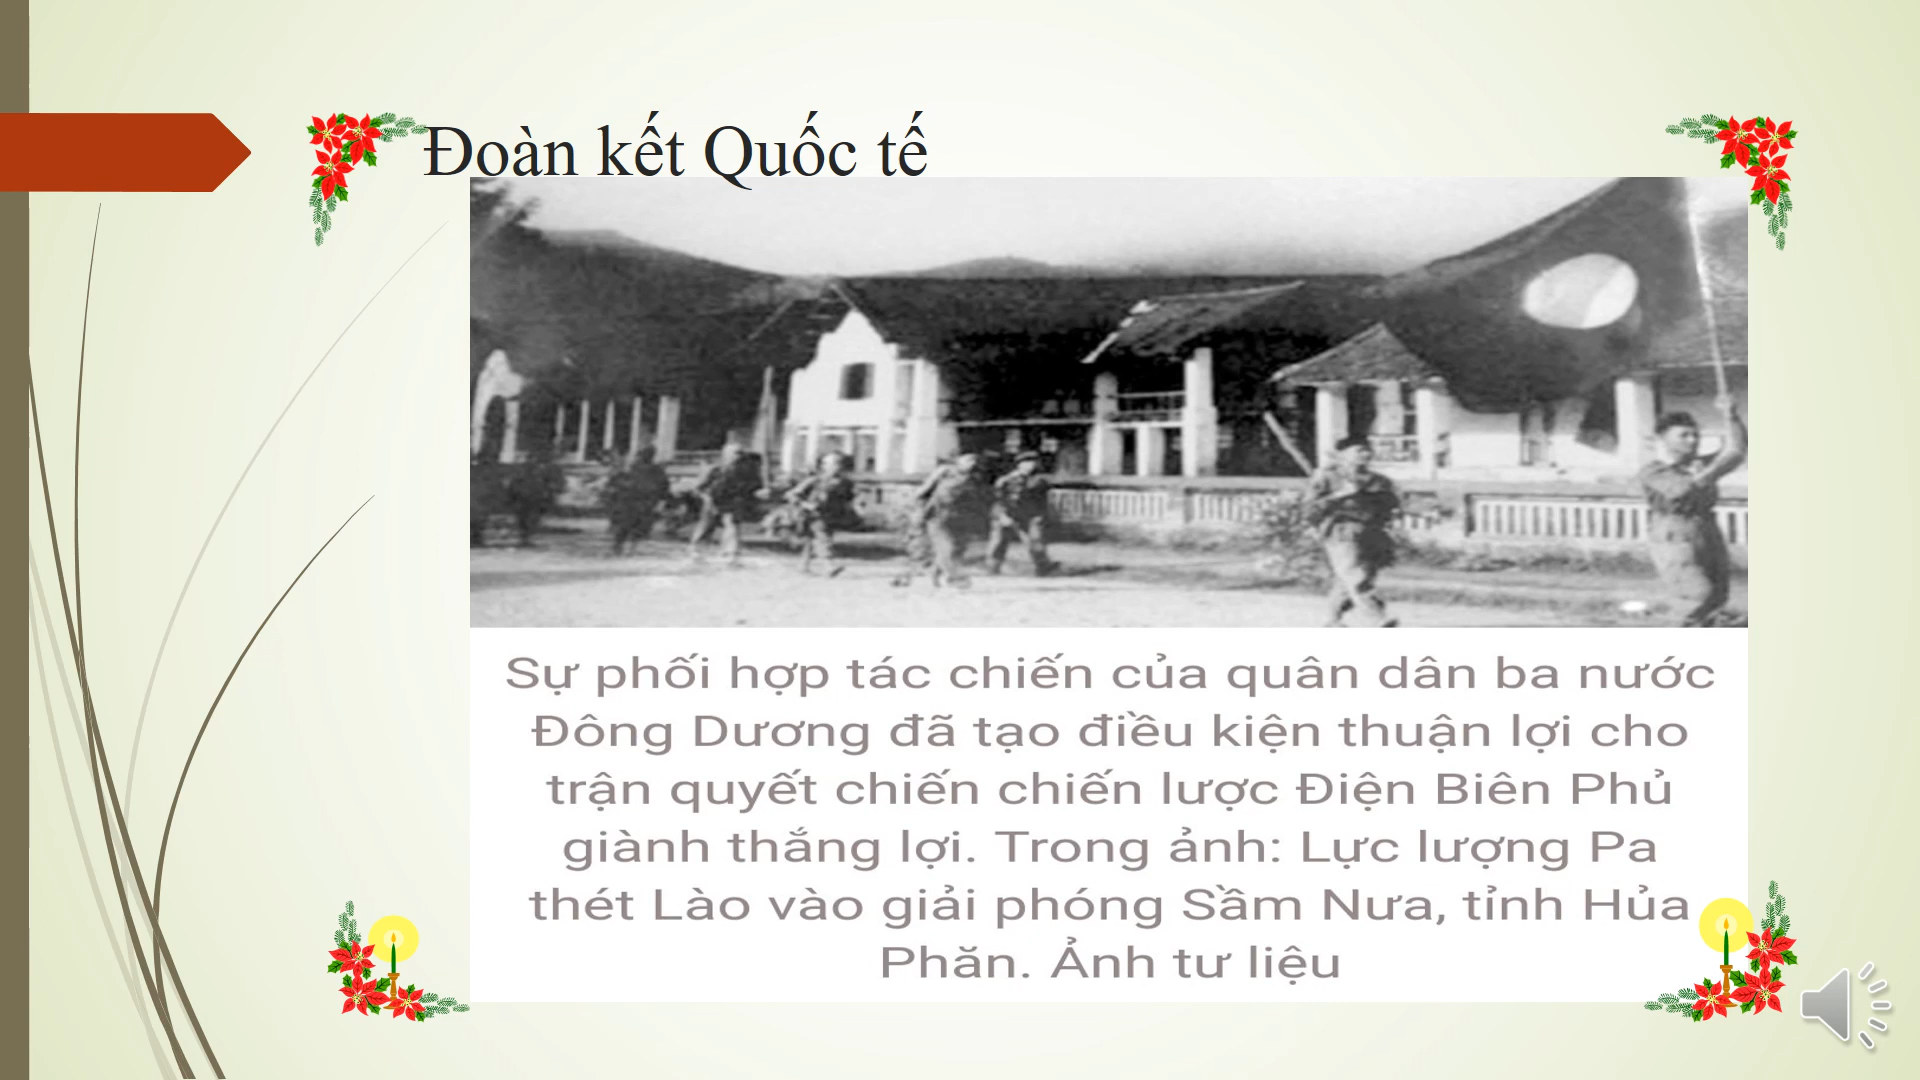 Đoàn kết Quốc tế
Sự phối hợp tác chiến của quân dân ba nước
Đông Dương đã tạo điều kiện thuận lợi cho
trận quyết chiến chiến lược Điện Biên Phủ
giành thắng lợi. Trong ảnh: Lực lượng Pa
thét Lào vào giải phóng Sầm Nưa, tỉnh Hủa
Phăn. Ảnh tư liệu